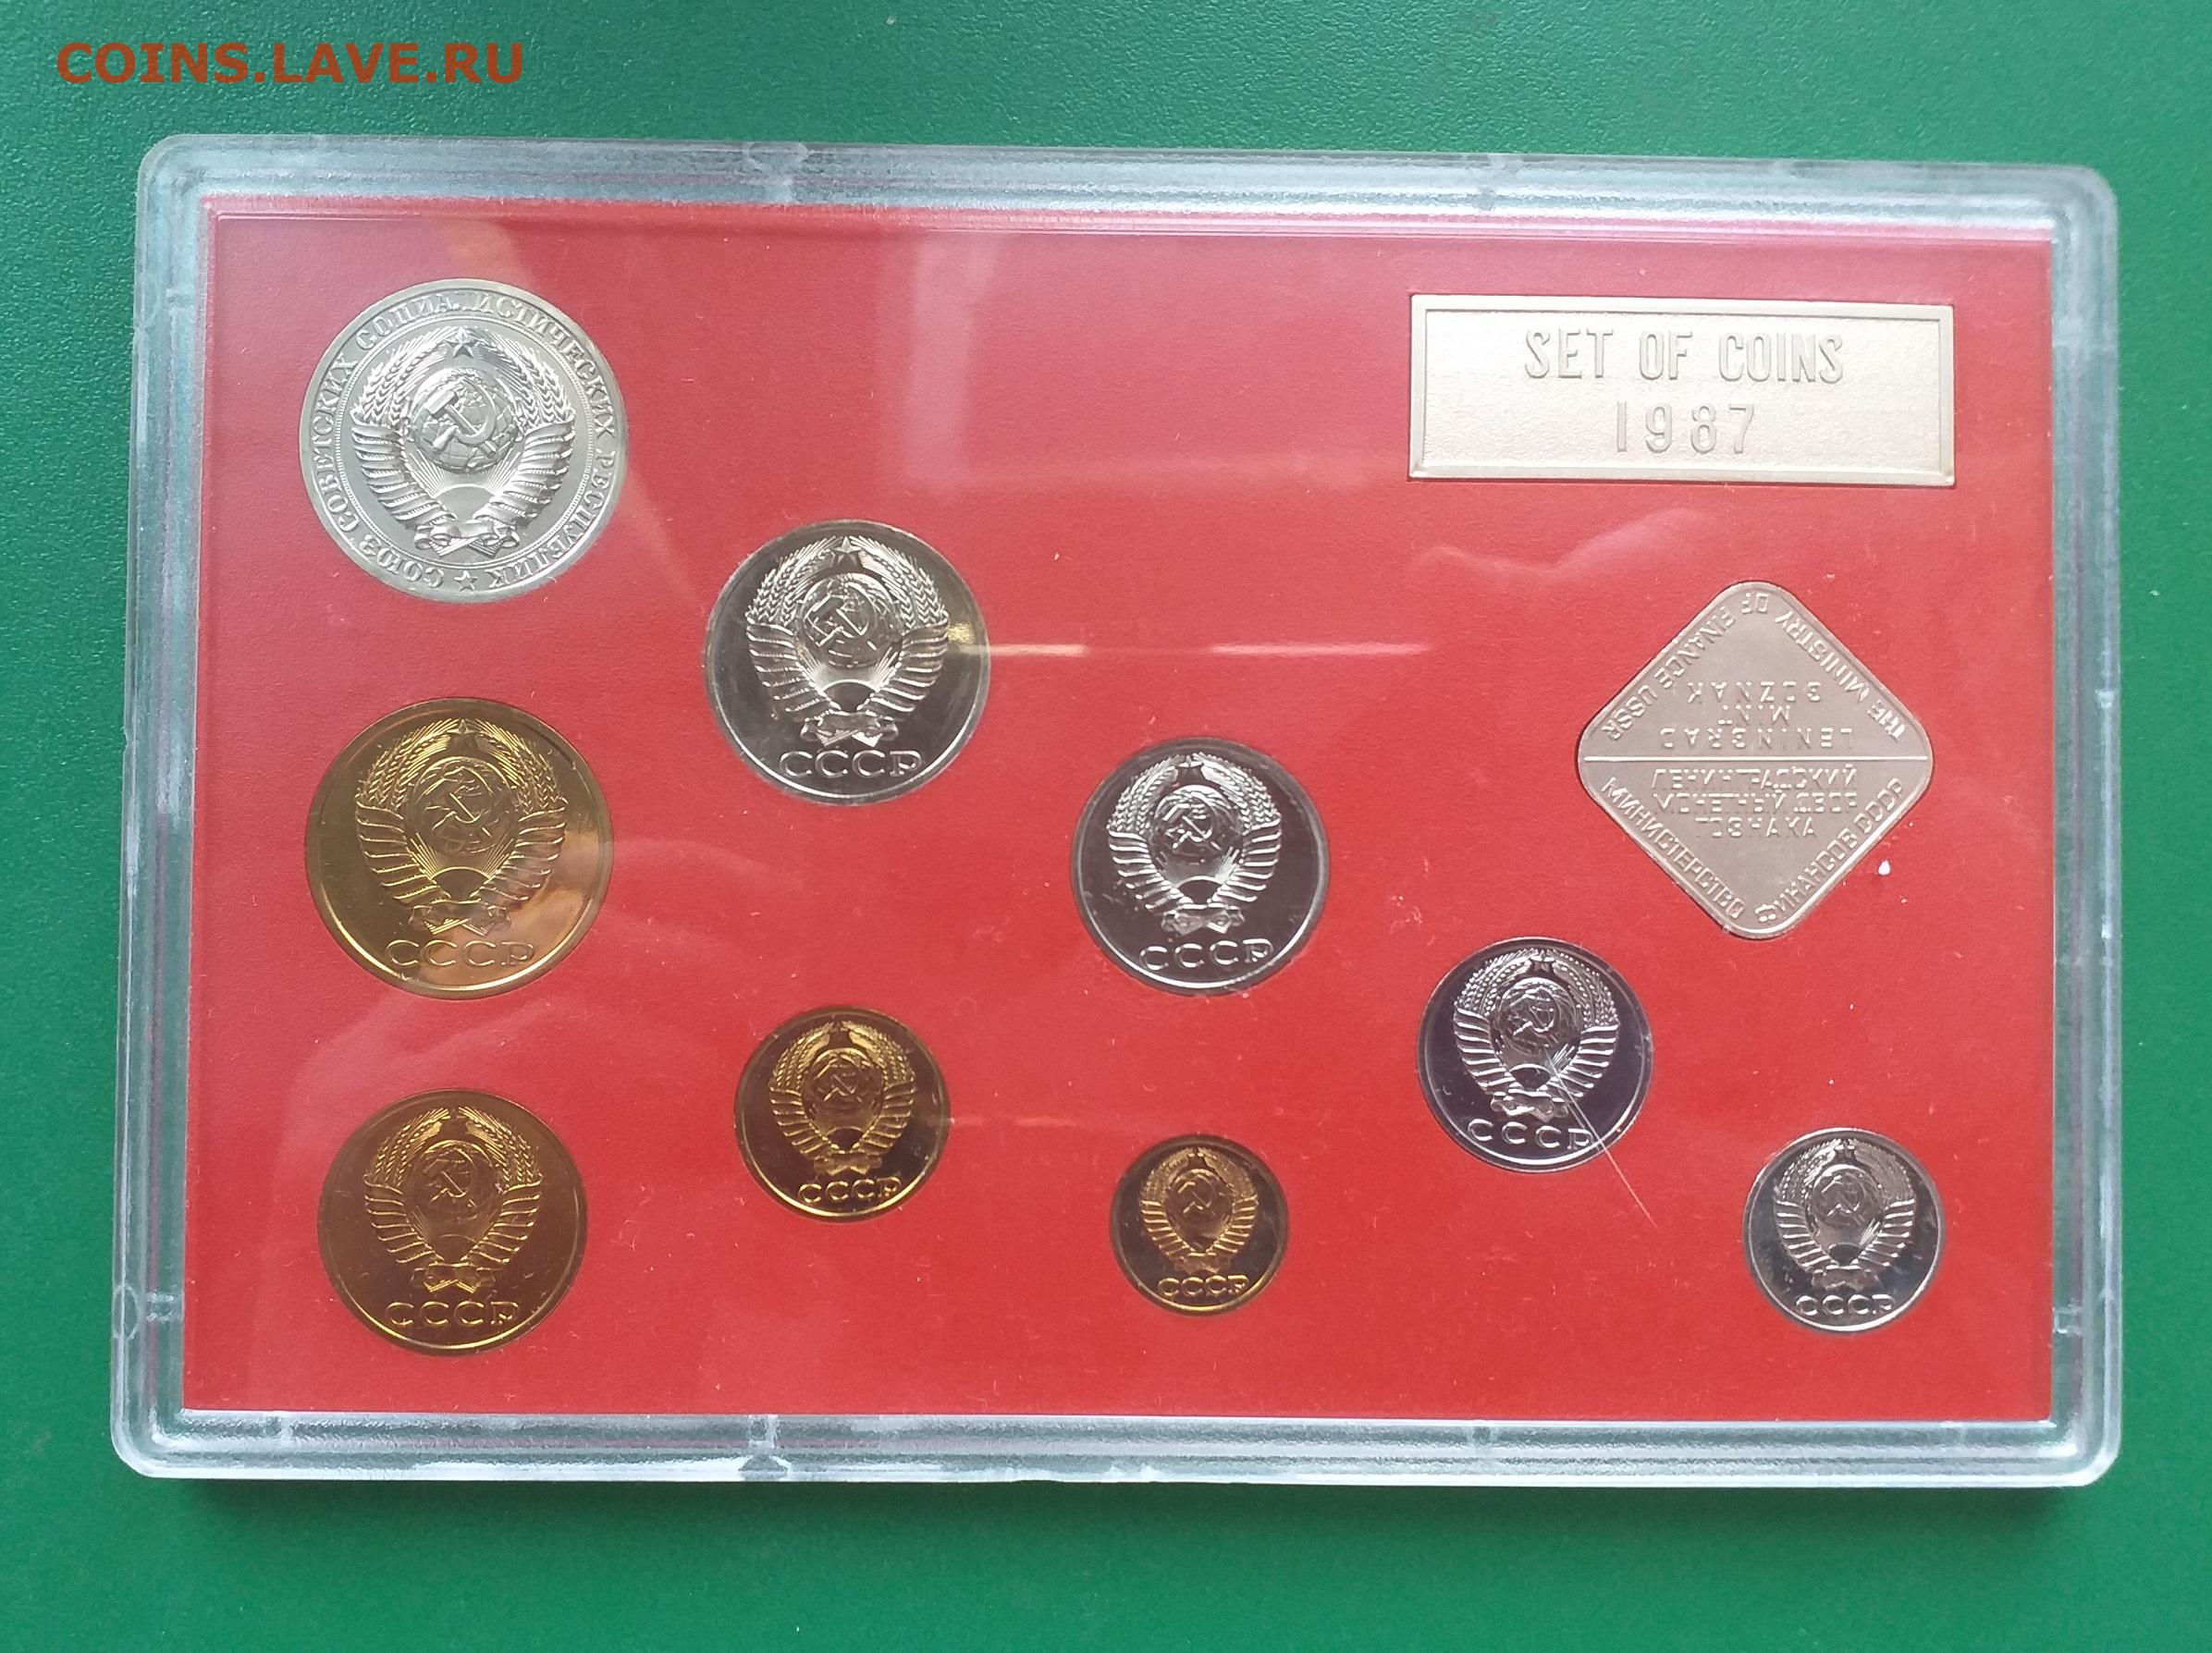 COINS.LAVE.RU
SET OF COINS
1987
СОЮЗ СОВЕТСКИХ СОЦИАЛИСТИЧЕСКИХ РЕСПУБЛИК
СССР
СССР
СССР
СССР
СССР
СССР
СССР
СССР
THE MINISTRY OF FINANCE USSR
LENINGRAD
MINT
GOZNAK
ЛЕНИНГРАДСКИЙ
МОНЕТНЫЙ ДВОР
ГОЗНАКА
МИНИСТЕРСТВО ФИНАНСОВ СССР